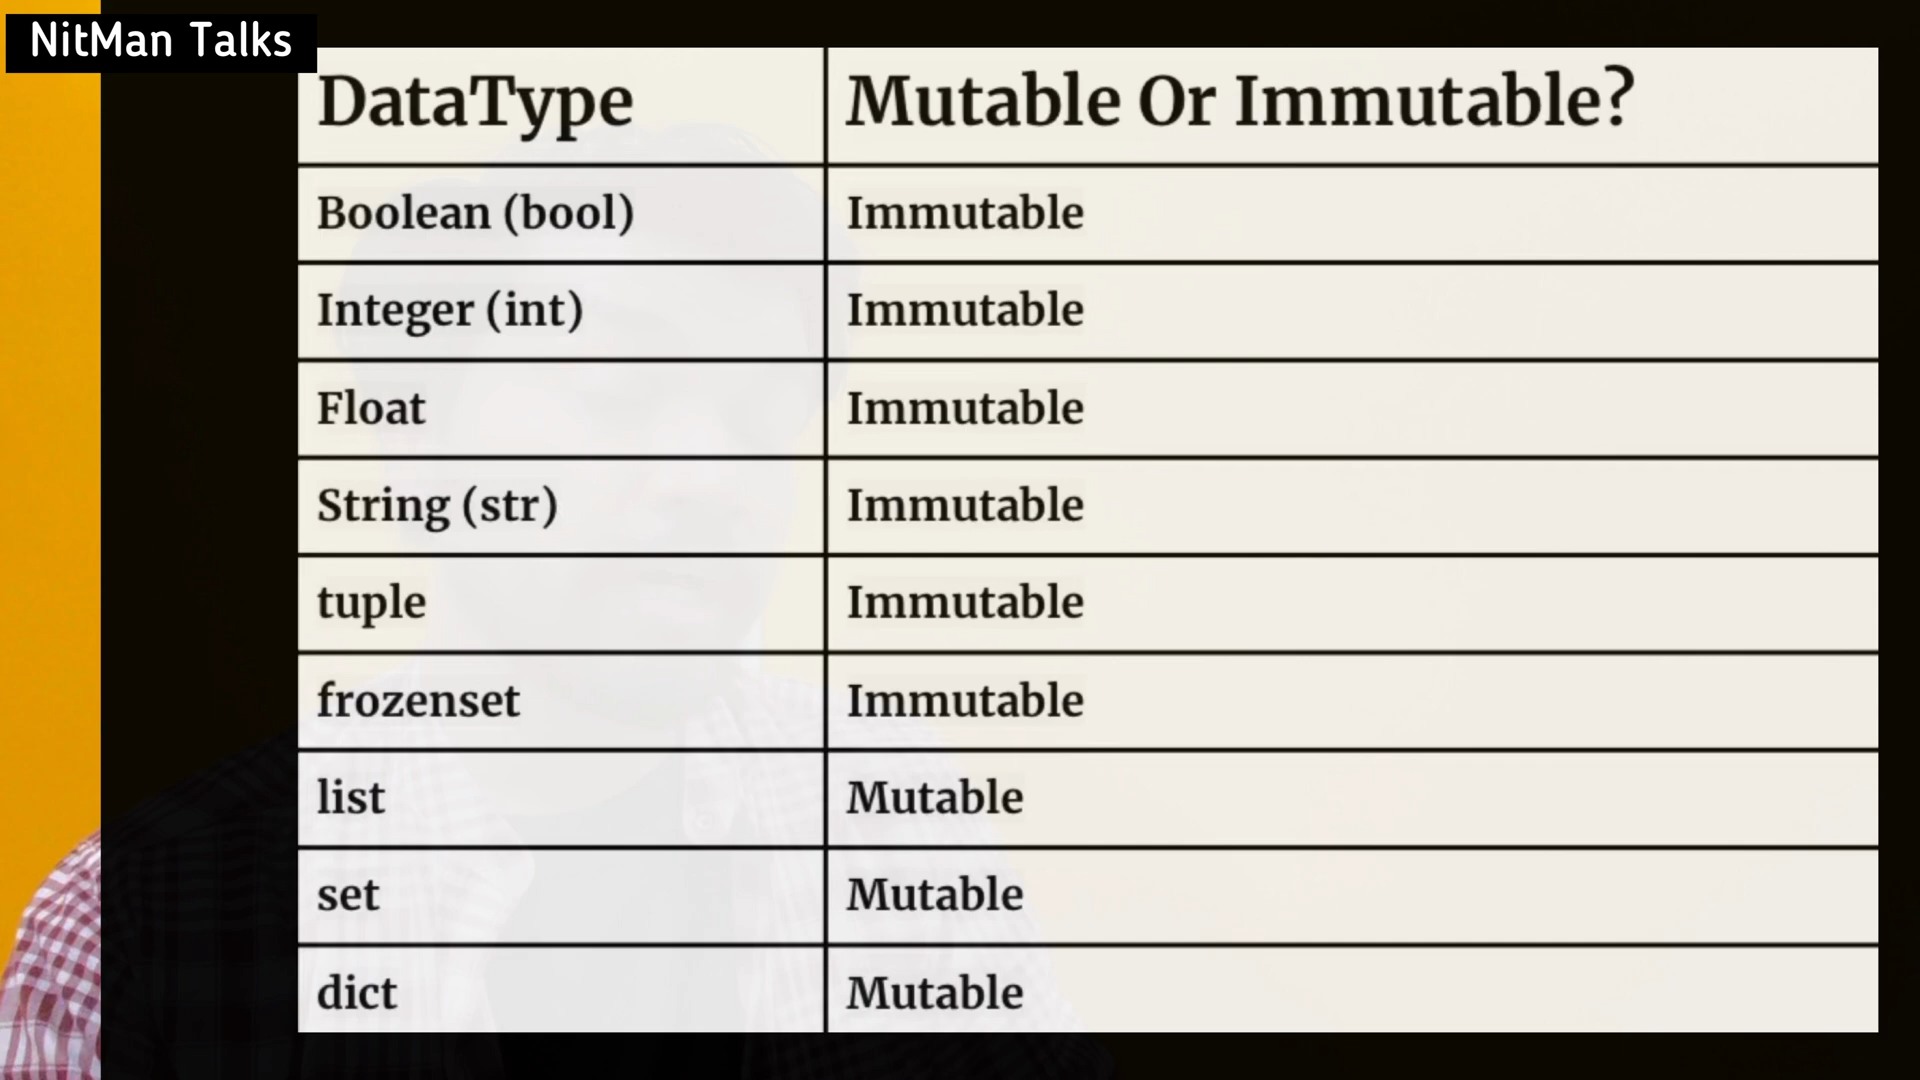 NitMan Talks
DataType Mutable Or Immutable?
Boolean (bool) Immutable
Integer (int) Immutable
Float Immutable
String (str) Immutable
tuple Immutable
frozenset Immutable
list Mutable
set Mutable
dict Mutable